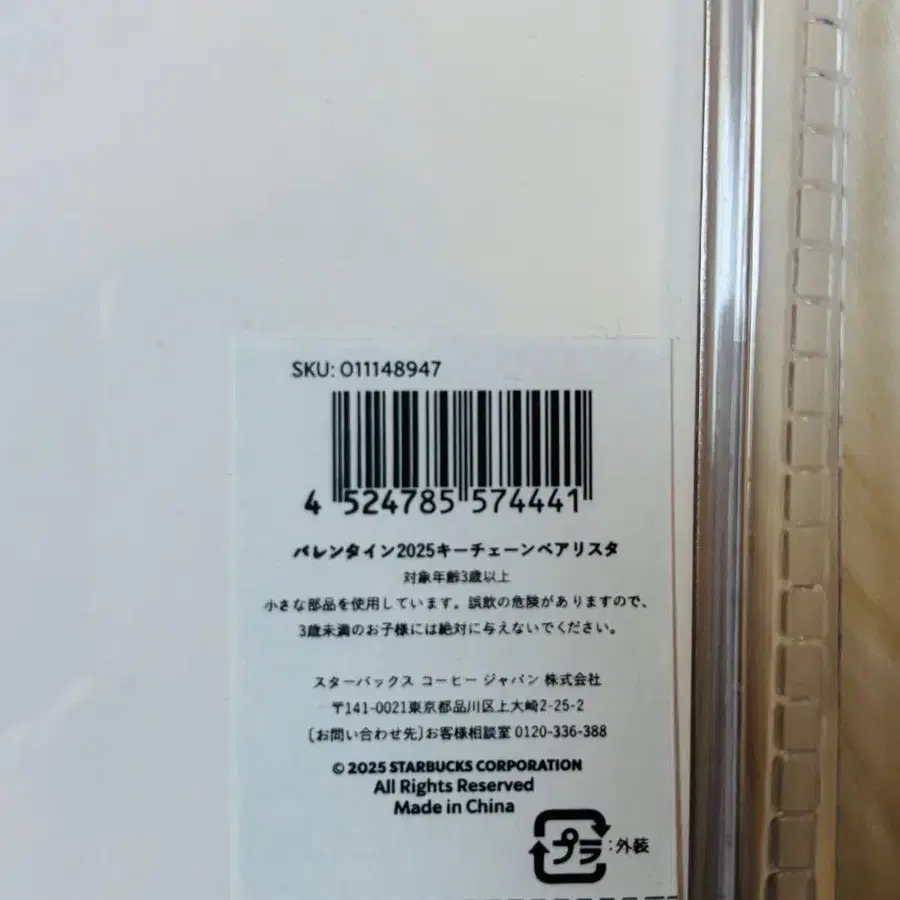 SKU: 011148947
4 524785 574441
バレンタイン2025キーチェーンベアリスタ
対象年齢3歳以上
小さな部品を使用しています。誤飲の危険がありますので、
3歳未満のお子様には絶対に与えないでください。
スターバックス コーヒー ジャパン 株式会社
〒141-0021東京都品川区上大崎2-25-2
〔お問い合わせ先〕お客様相談室 0120-336-388
© 2025 STARBUCKS CORPORATION
All Rights Reserved
Made in China
プラ :外装